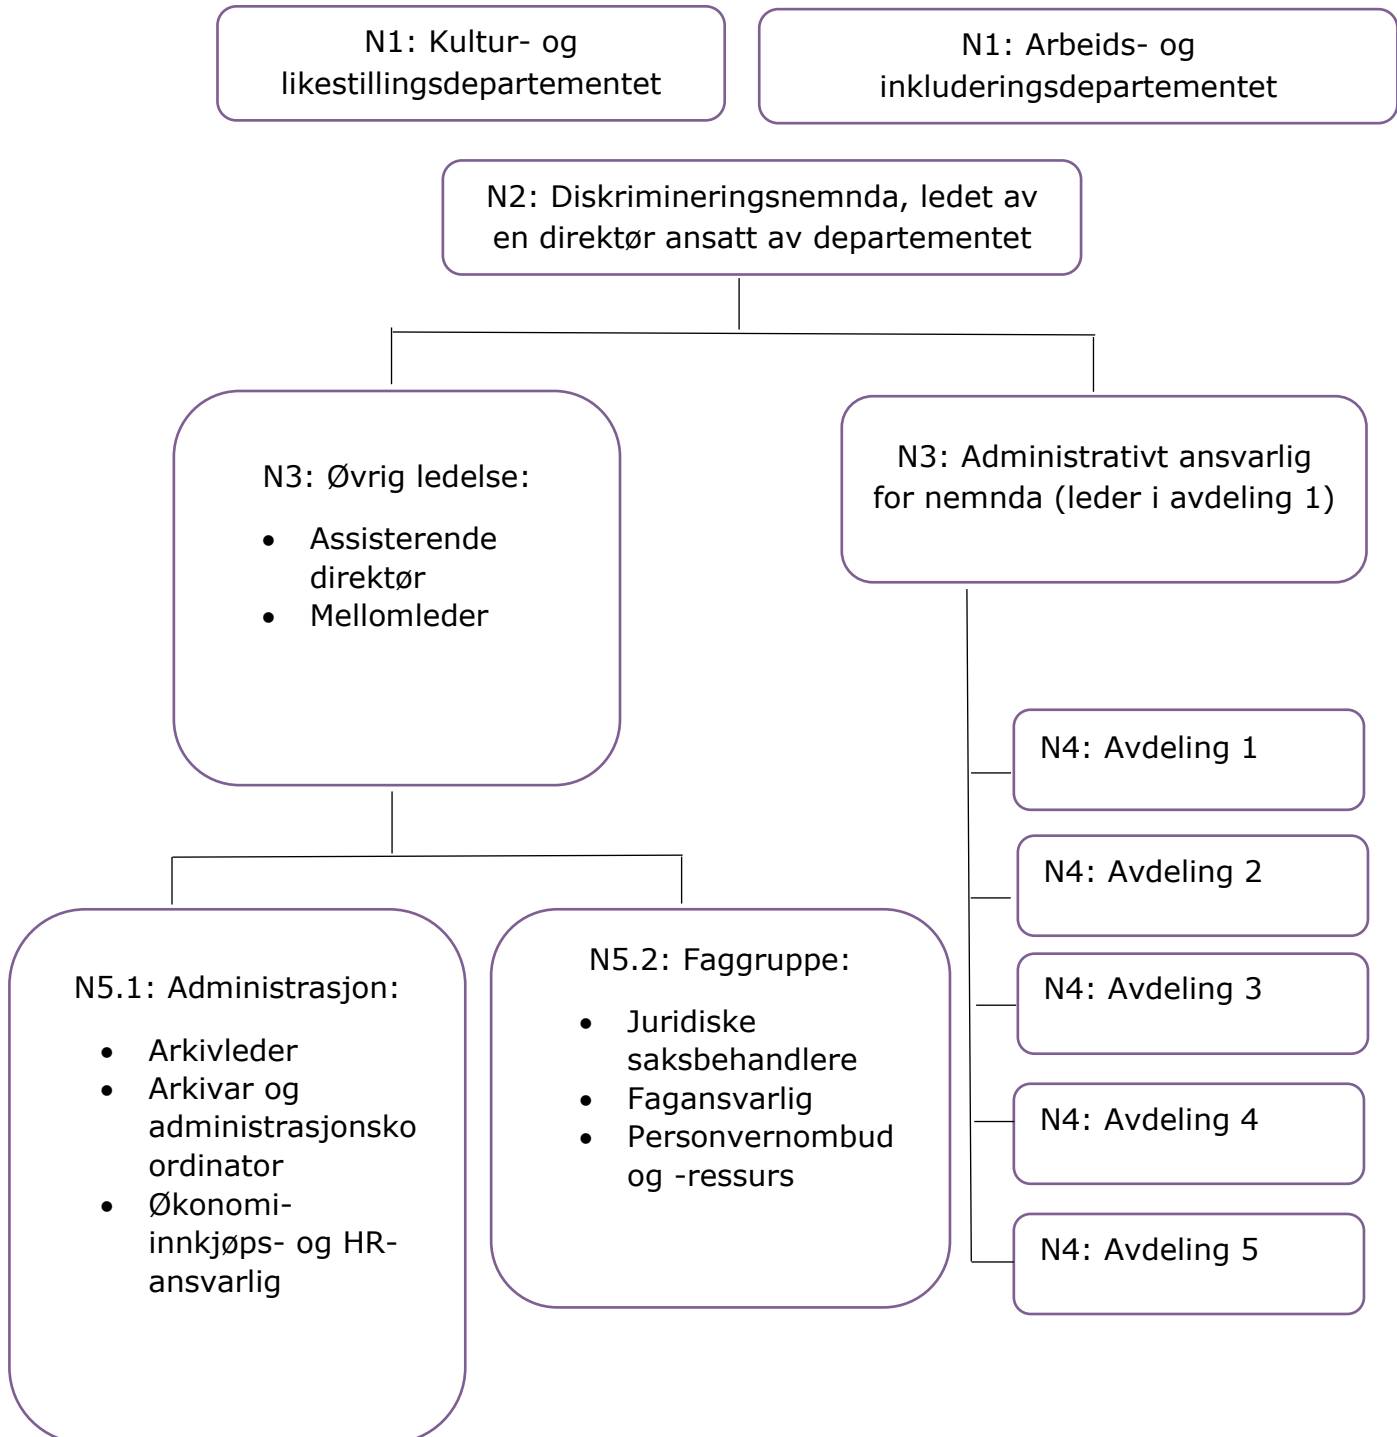 N1: Kultur- og
likestillingsdepartementet
N1: Arbeids- og
inkluderingsdepartementet
N2: Diskrimineringsnemnda, ledet av
en direktør ansatt av departementet
N3: Øvrig ledelse:
• Assisterende
direktør
• Mellomleder
N3: Administrativt ansvarlig
for nemnda (leder i avdeling 1)
N4: Avdeling 1
N4: Avdeling 2
N4: Avdeling 3
N4: Avdeling 4
N4: Avdeling 5
N5.1: Administrasjon:
• Arkivleder
• Arkivar og
administrasjonsko
ordinator
• Økonomi-
innkjøps- og HR-
ansvarlig
N5.2: Faggruppe:
• Juridiske
saksbehandlere
• Fagansvarlig
• Personvernombud
og -ressurs